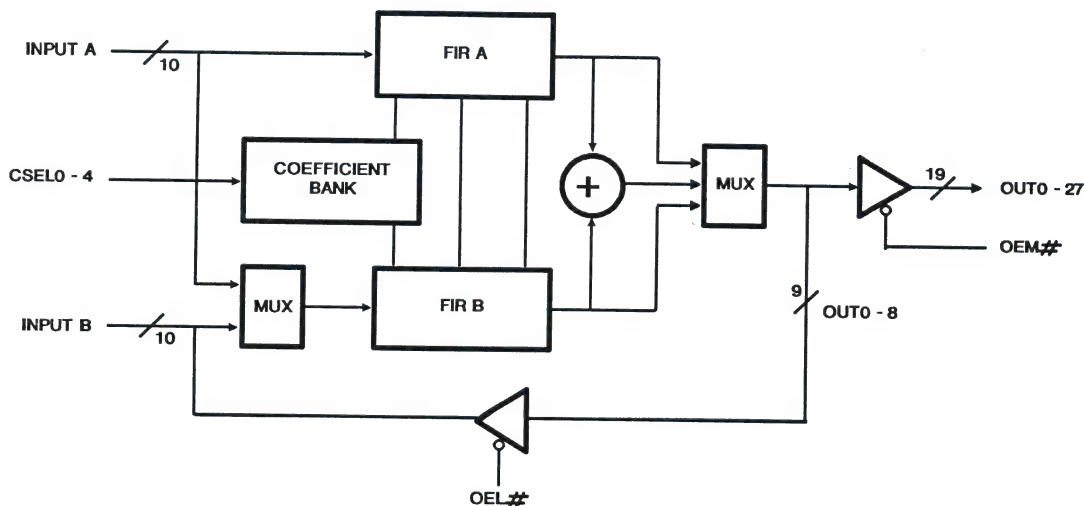 INPUT A
10
FIR A
CSEL0 - 4
COEFFICIENT
BANK
+
MUX
19
OUT0 - 27
OEM#
MUX
FIR B
INPUT B
10
9
OUT0 - 8
OEL#